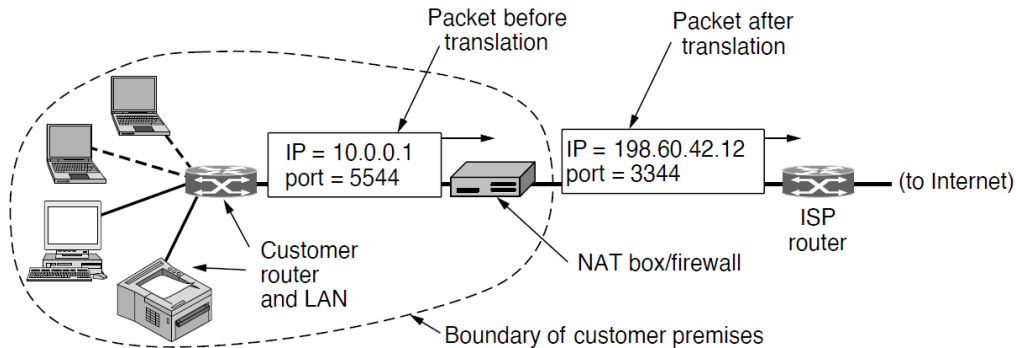 Packet before
translation
Packet after
translation
IP = 10.0.0.1
port = 5544
IP = 198.60.42.12
port = 3344
(to Internet)
ISP
router
Customer
router
and LAN
NAT box/firewall
Boundary of customer premises